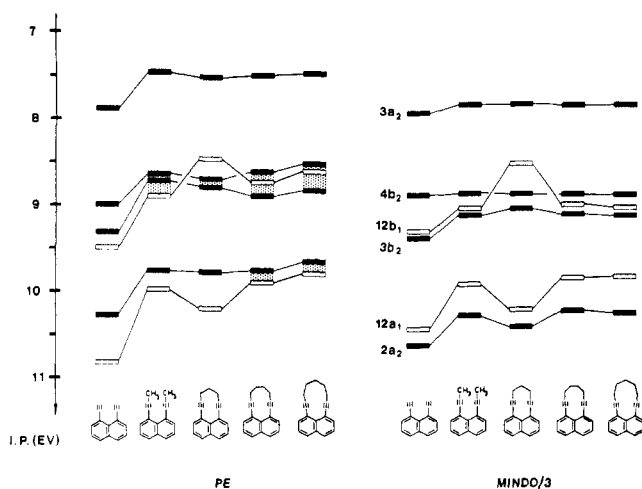 7
8
9
10
11
I.P.(EV)
CH₃ CH₃
PE
3a₂
4b₂
12b₁
3b₂
12a₁
2a₂
CH₃ CH₃
MINDO/3